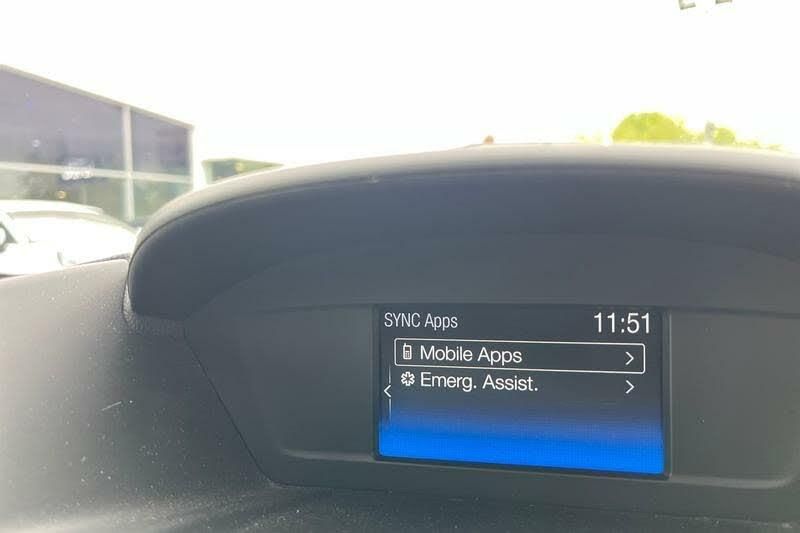 SYNC Apps
11:51
Mobile Apps
Emerg. Assist.